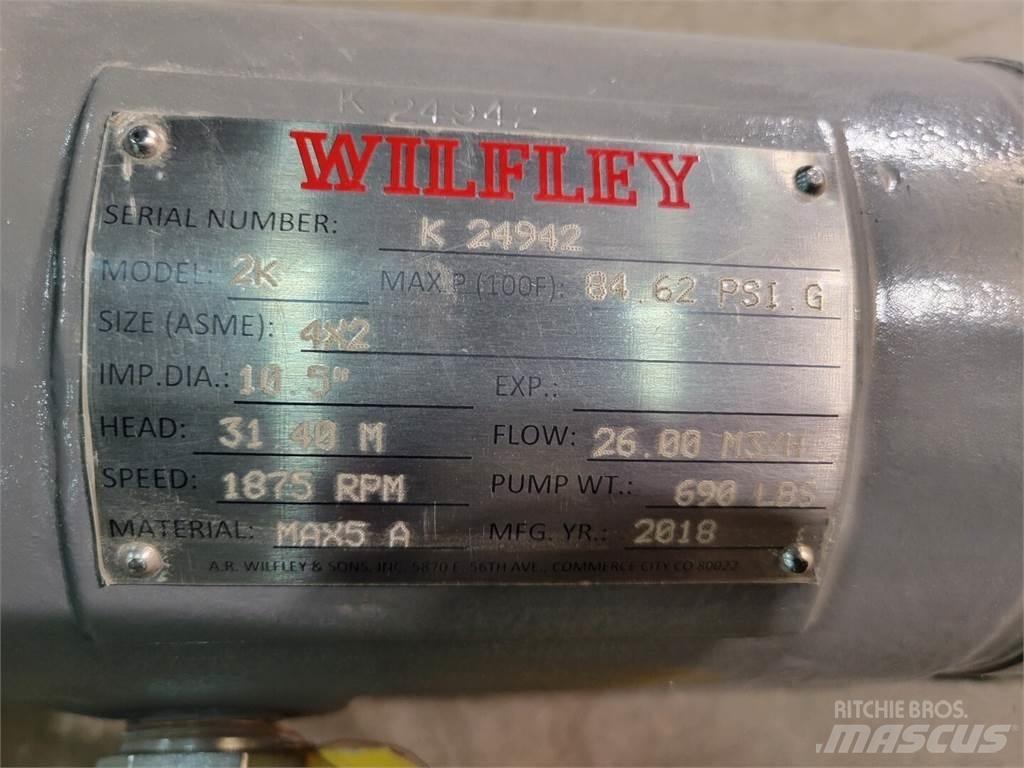 K 24942
WILFLEY
SERIAL NUMBER: K 24942
MODEL: 2K MAX.P (100F): 84.62 PSI.G
SIZE (ASME): 4X2
IMP.DIA.: 10.5" EXP.:
HEAD: 31.40 M FLOW: 26.00 M3/H
SPEED: 1875 RPM PUMP WT.: 690 LBS
MATERIAL: MAX5 A MFG. YR.: 2018
A.R. WILFLEY & SONS, INC. 5870 E. 56TH AVE., COMMERCE CITY CO 80022
RITCHIE BROS.
MASCUS